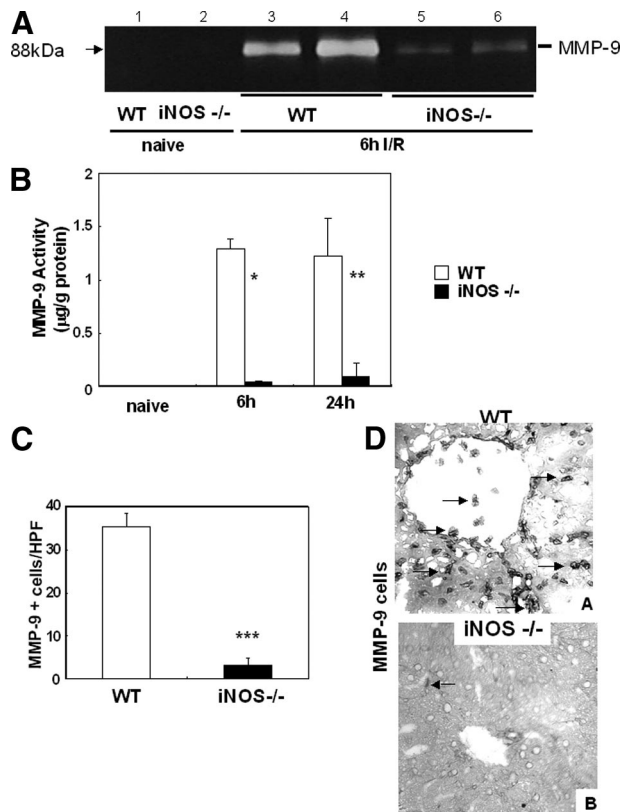 A
1 2 3 4 5 6
88kDa MMP-9
WT iNOS -/- WT iNOS-/-
naive 6h I/R
B
MMP-9 Activity
(µg/g protein)
2
1.5
1
0.5
0
naive 6h 24h
*
**
WT
iNOS -/-
C
MMP-9 + cells/HPF
40
30
20
10
0
***
WT iNOS-/-
D
MMP-9 cells
WT
A
iNOS -/-
B